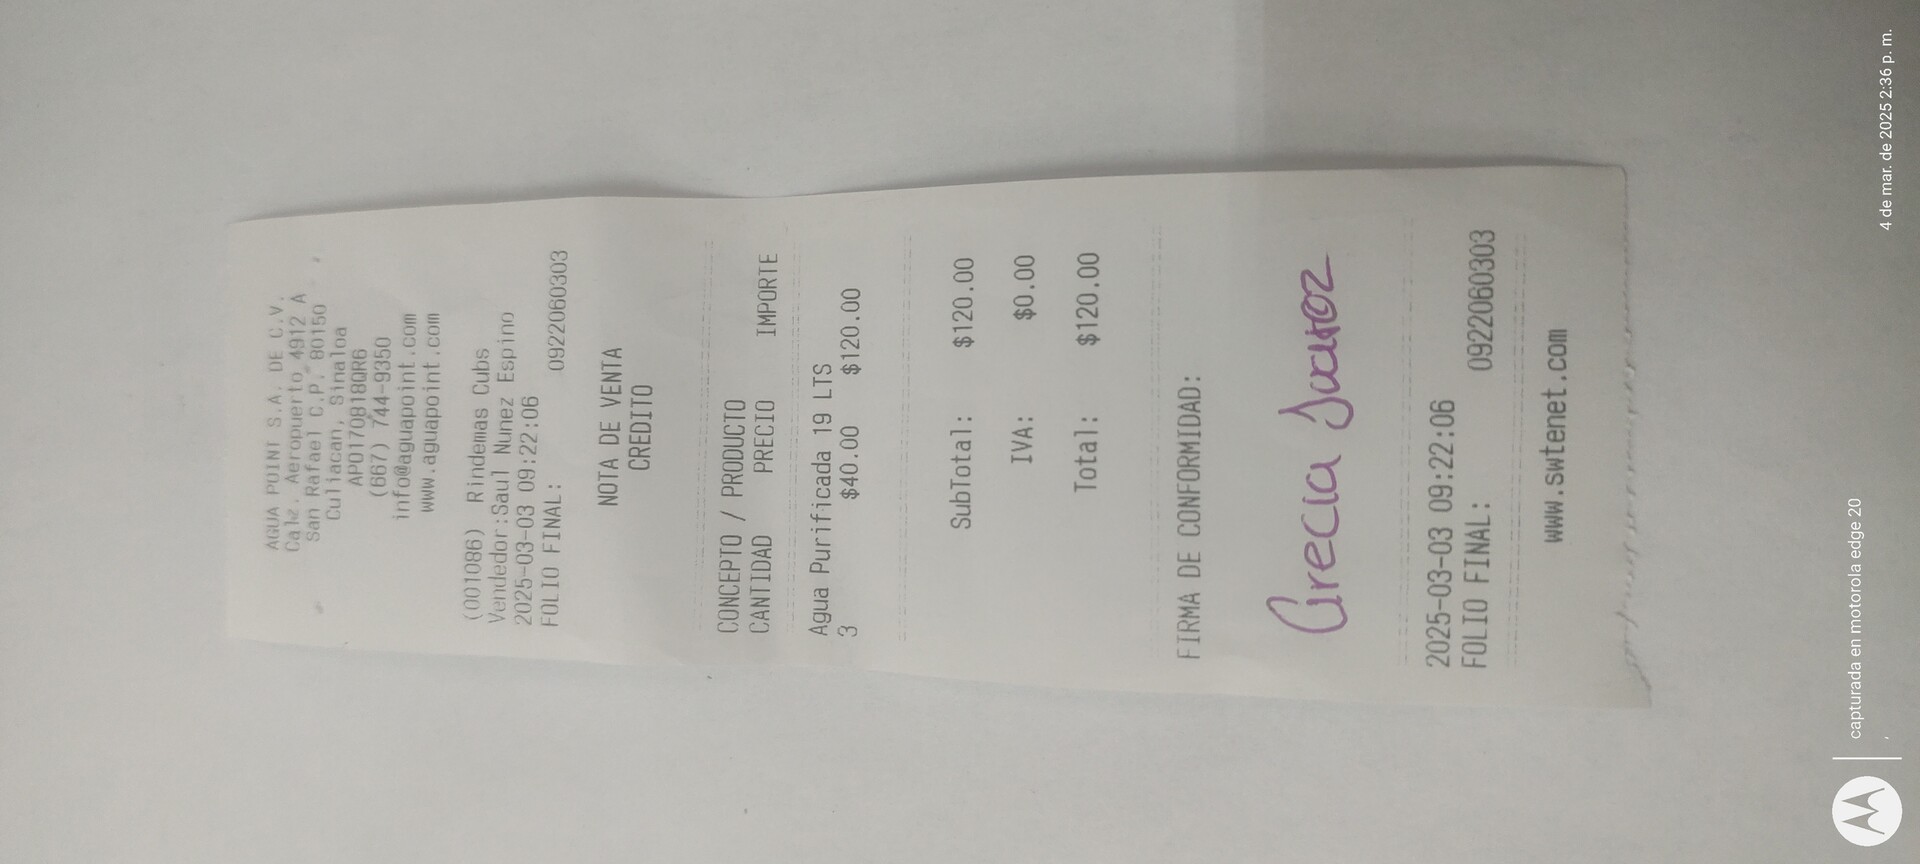 AGUA POINT S.A. DE C.V.
Calz. Aeropuerto 4912 A
San Rafael C.P. 80150
Culiacan, Sinaloa
APO170818QR6
(667) 744-9350
info@aguapoint.com
www.aguapoint.com
(001086) Rindemas Cubs
Vendedor:Saul Nunez Espino
2025-03-03 09:22:06
FOLIO FINAL: 0922060303
NOTA DE VENTA
CREDITO
CONCEPTO / PRODUCTO
CANTIDAD PRECIO IMPORTE
Agua Purificada 19 LTS
3 $40.00 $120.00
SubTotal: $120.00
IVA: $0.00
Total: $120.00
FIRMA DE CONFORMIDAD:
Grecia Juarez
2025-03-03 09:22:06
FOLIO FINAL: 0922060303
www.swtenet.com
capturada en motorola edge 20
4 de mar. de 2025 2:36 p. m.